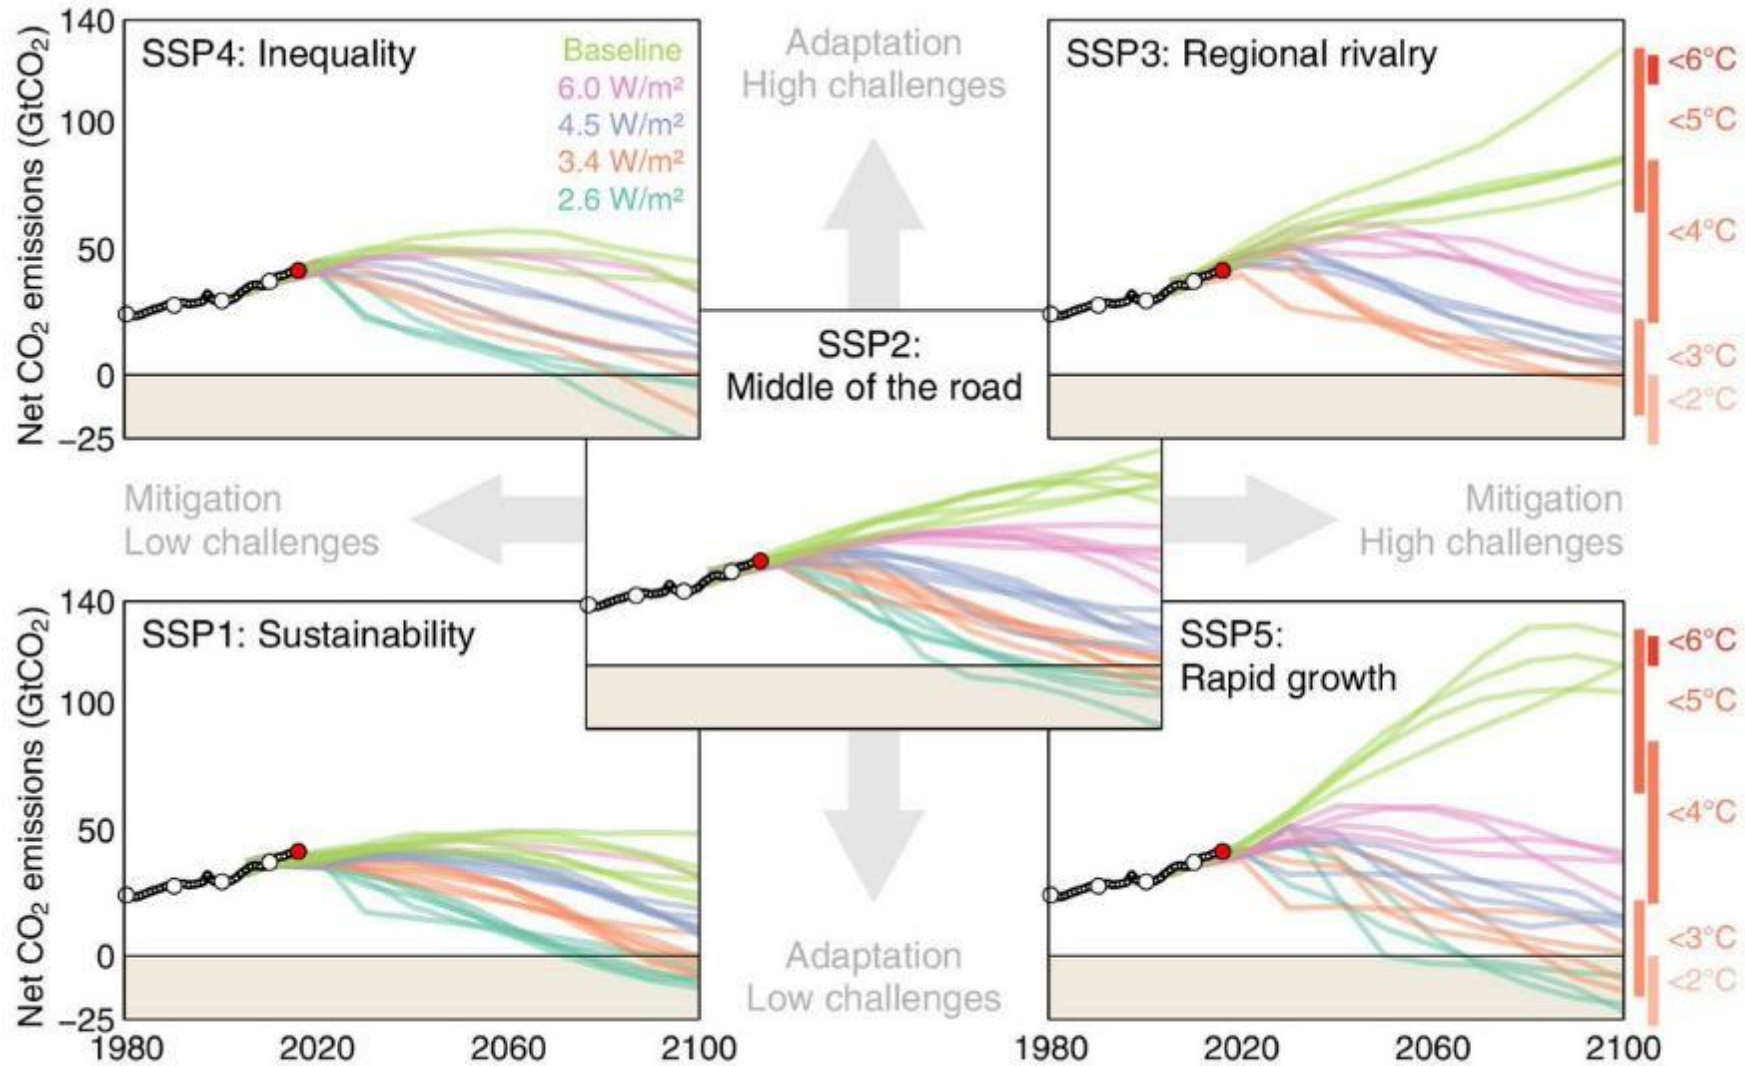 140
100
50
0
−25
Net CO₂ emissions (GtCO₂)
SSP4: Inequality
Baseline
6.0 W/m²
4.5 W/m²
3.4 W/m²
2.6 W/m²
Adaptation
High challenges
SSP3: Regional rivalry
<6°C
<5°C
<4°C
<3°C
<2°C
SSP2:
Middle of the road
Mitigation
Low challenges
Mitigation
High challenges
140
100
50
0
−25
Net CO₂ emissions (GtCO₂)
SSP1: Sustainability
SSP5:
Rapid growth
<6°C
<5°C
<4°C
<3°C
<2°C
Adaptation
Low challenges
1980 2020 2060 2100
1980 2020 2060 2100